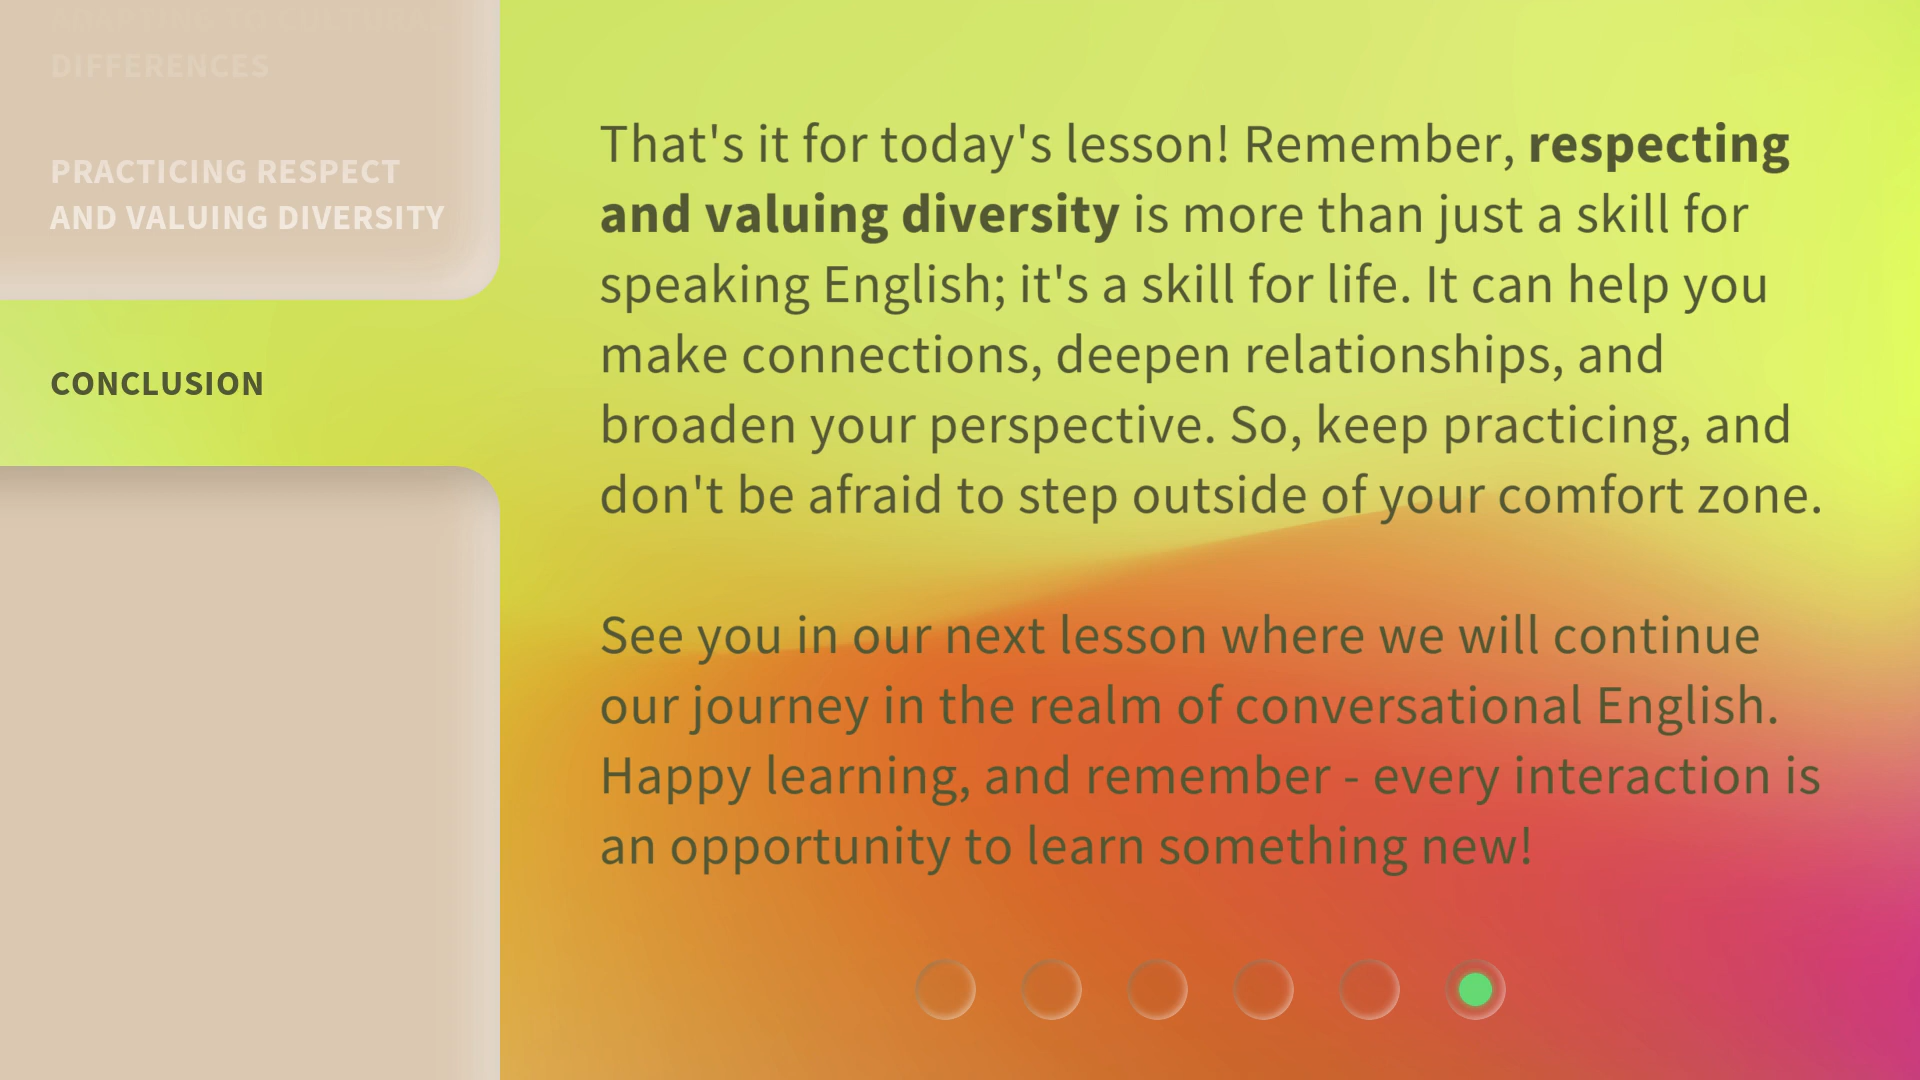 ADAPTING TO CULTURAL
DIFFERENCES
PRACTICING RESPECT
AND VALUING DIVERSITY
CONCLUSION
That's it for today's lesson! Remember, respecting
and valuing diversity is more than just a skill for
speaking English; it's a skill for life. It can help you
make connections, deepen relationships, and
broaden your perspective. So, keep practicing, and
don't be afraid to step outside of your comfort zone.
See you in our next lesson where we will continue
our journey in the realm of conversational English.
Happy learning, and remember - every interaction is
an opportunity to learn something new!